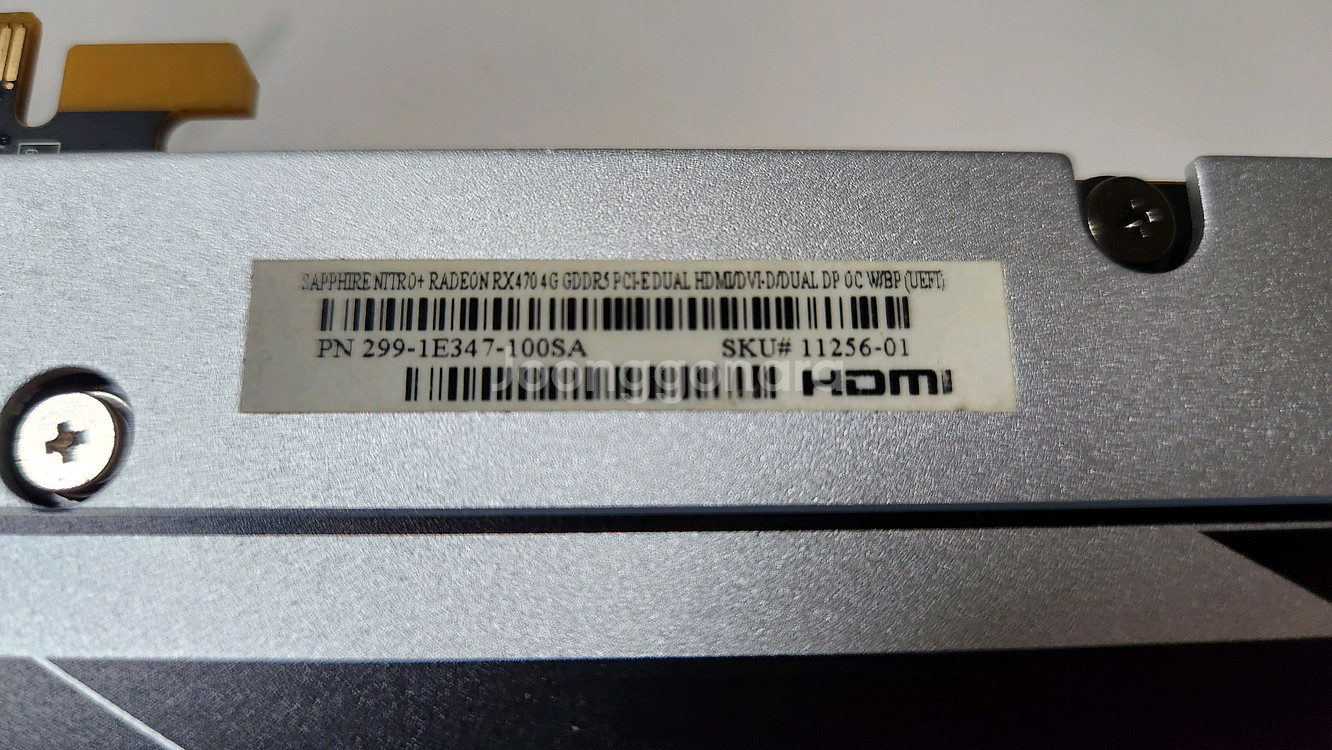 SAPPHIRE NITRO+ RADEON RX470 4G GDDR5 PCI-E DUAL HDMI/DVI-D/DUAL DP OC W/BP (UEFI)
PN 299-1E347-100SA SKU# 11256-01
Joonggonara
HDMI